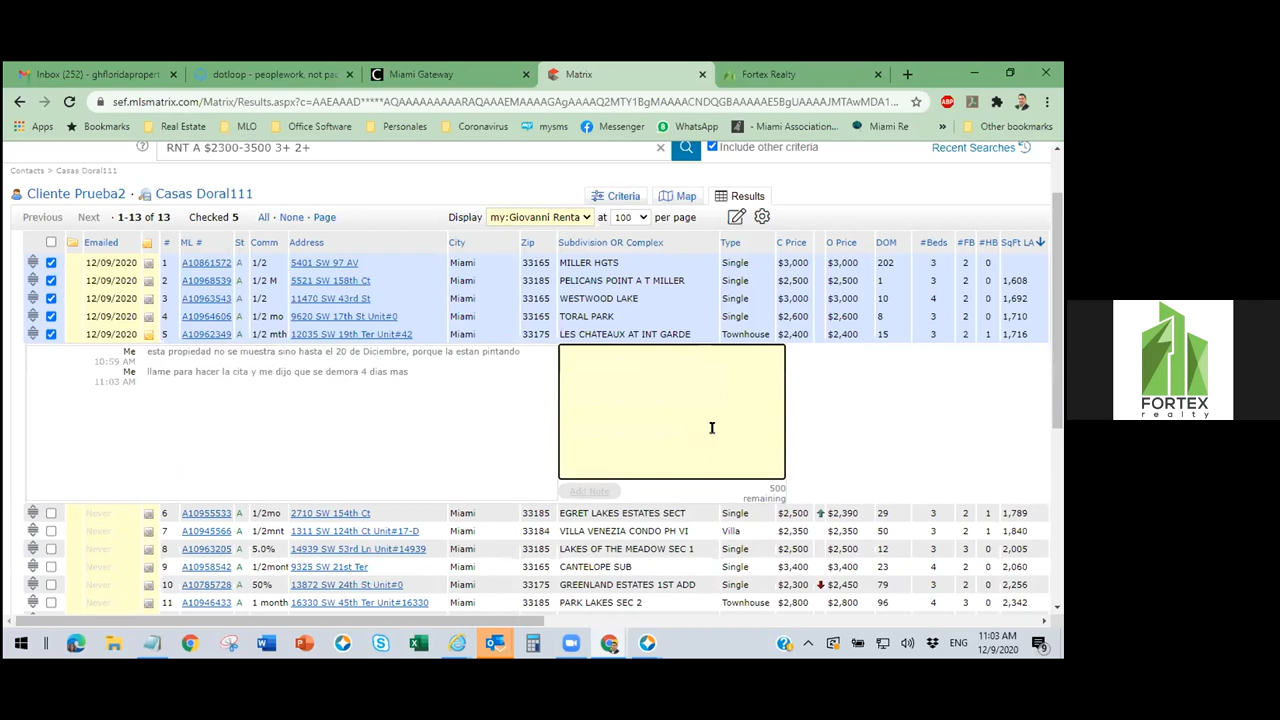 Inbox (252) - ghfloridapropert
dotloop - peoplework, not pa
Miami Gateway
Matrix
Fortex Realty
sef.mlsmatrix.com/Matrix/Results.aspx?c=AAEAAAD*****AQAAAAAAAAARAQAAAEMAAAAGAgAAAAQ2MTY1BgMAAAACNDQGBAAAAAE5BgUAAAAJMTAwMDA1...
Apps
Bookmarks
Real Estate
MLO
Office Software
Personales
Coronavirus
mysms
Messenger
WhatsApp
- Miami Association...
Miami Re
»
Other bookmarks
RNT A $2300-3500 3+ 2+
Include other criteria
Recent Searches
Contacts > Casas Doral111
Cliente Prueba2 › Casas Doral111
Criteria
Map
Results
Previous Next · 1-13 of 13 Checked 5 All · None · Page
Display my:Giovanni Renta at 100 per page
Emailed # ML # St Comm Address City Zip Subdivision OR Complex Type C Price O Price DOM #Beds #FB #HB SqFt LA
12/09/2020 1 A10861572 A 1/2 5401 SW 97 AV Miami 33165 MILLER HGTS Single $3,000 $3,000 202 3 2 0
12/09/2020 2 A10968539 A 1/2 M 5521 SW 158th Ct Miami 33185 PELICANS POINT A T MILLER Single $3,000 $3,000 1 3 2 0 1,608
12/09/2020 3 A10963543 A 1/2 11470 SW 43rd St Miami 33165 WESTWOOD LAKE Single $3,000 $3,000 10 4 2 0 1,692
12/09/2020 4 A10964606 A 1/2 mo 9620 SW 17th St Unit#0 Miami 33165 TORAL PARK Single $2,600 $2,600 8 3 2 0 1,710
12/09/2020 5 A10962349 A 1/2 mth 12035 SW 19th Ter Unit#42 Miami 33175 LES CHATEAUX AT INT GARDE Townhouse $2,400 $2,400 15 3 2 1 1,716
Me esta propiedad no se muestra sino hasta el 20 de Diciembre, porque la estan pintando
10:59 AM
Me llame para hacer la cita y me dijo que se demora 4 dias mas
11:03 AM
Add Note
500
remaining
Never 6 A10955533 A 1/2mo 2710 SW 154th Ct Miami 33185 EGRET LAKES ESTATES SECT Single $2,500 $2,390 29 3 2 1 1,789
Never 7 A10945566 A 1/2mnt 1311 SW 124th Ct Unit#17-D Miami 33184 VILLA VENEZIA CONDO PH VI Villa $2,350 $2,350 50 3 2 1 1,840
Never 8 A10963205 A 5.0% 14939 SW 53rd Ln Unit#14939 Miami 33185 LAKES OF THE MEADOW SEC 1 Single $2,500 $2,500 12 3 3 0 2,005
Never 9 A10958542 A 1/2mont 9325 SW 21st Ter Miami 33165 CANTELOPE SUB Single $3,400 $3,400 23 4 2 0 2,060
Never 10 A10785728 A 50% 13872 SW 24th St Unit#0 Miami 33175 GREENLAND ESTATES 1ST ADD Single $2,300 $2,450 79 3 2 1 2,256
Never 11 A10946433 A 1 month 16330 SW 45th Ter Unit#16330 Miami 33185 PARK LAKES SEC 2 Townhouse $2,800 $2,800 96 4 3 0 2,342
ENG
11:03 AM
12/9/2020
FORTEX
realty